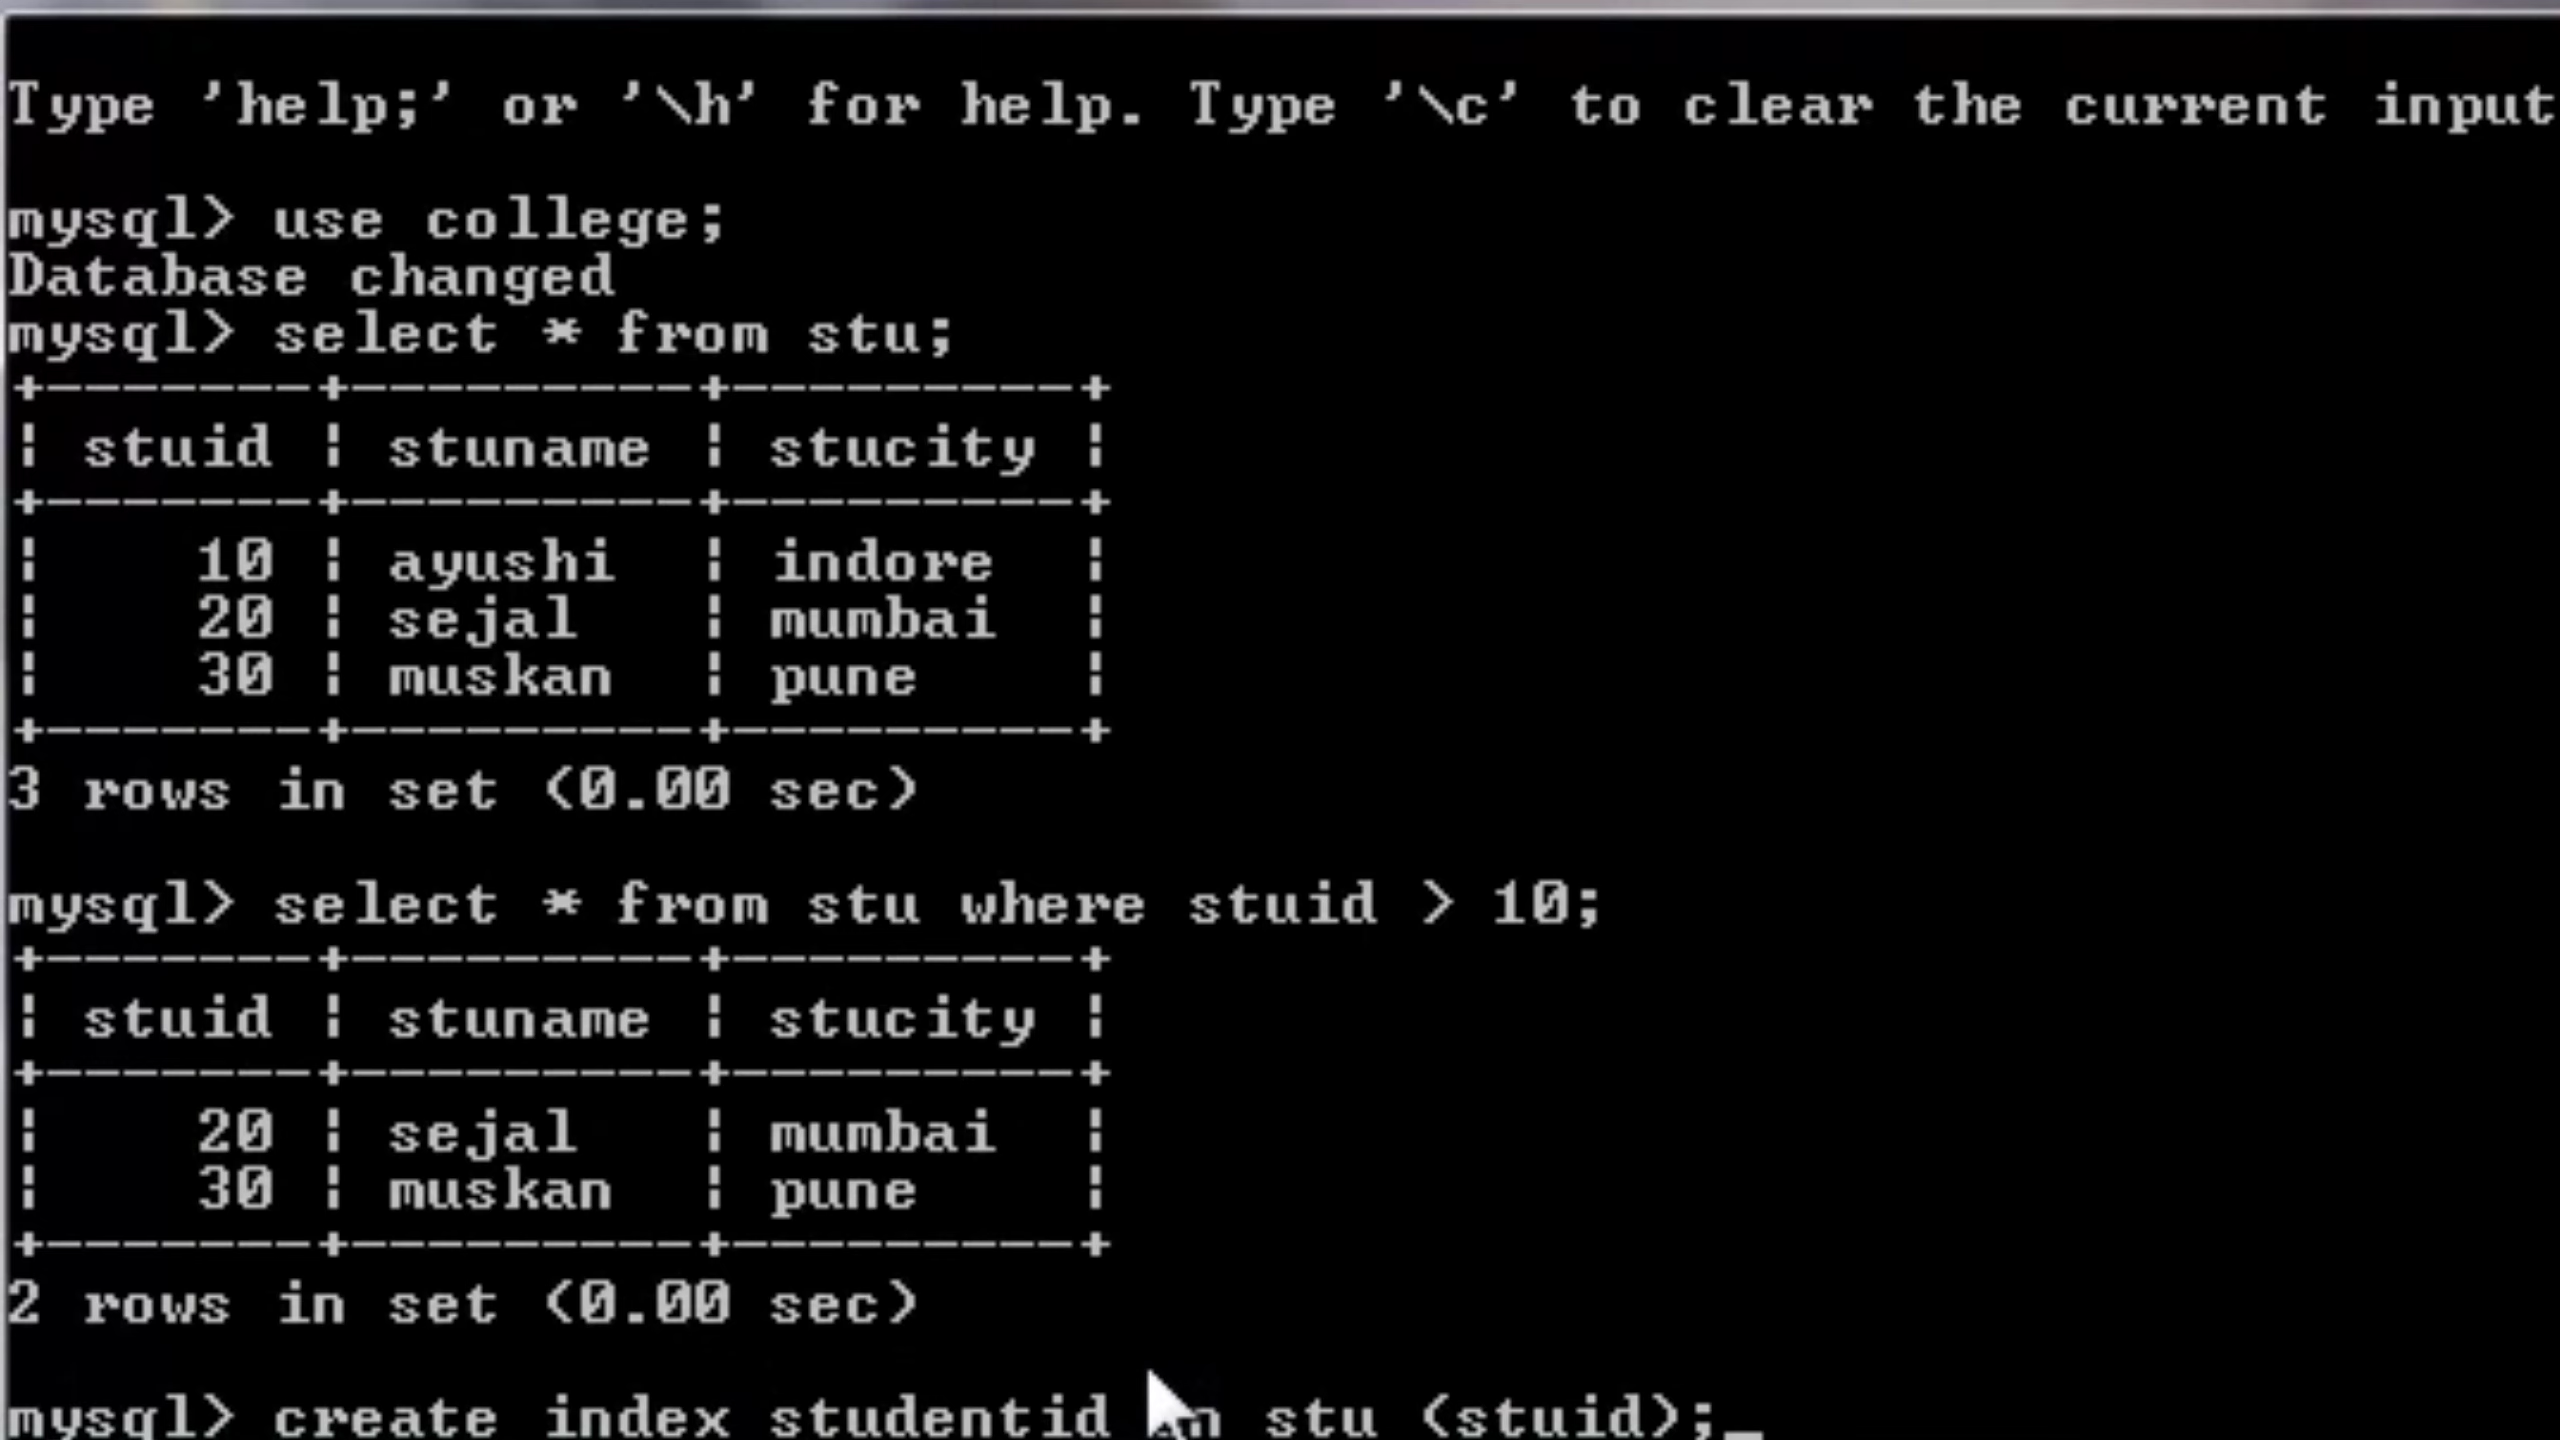 Type 'help;' or '\h' for help. Type '\c' to clear the current input
mysql> use college;
Database changed
mysql> select * from stu;
+-------+---------+---------+
| stuid | stuname | stucity |
+-------+---------+---------+
|    10 | ayushi  | indore  |
|    20 | sejal   | mumbai  |
|    30 | muskan  | pune    |
+-------+---------+---------+
3 rows in set (0.00 sec)
mysql> select * from stu where stuid > 10;
+-------+---------+---------+
| stuid | stuname | stucity |
+-------+---------+---------+
|    20 | sejal   | mumbai  |
|    30 | muskan  | pune    |
+-------+---------+---------+
2 rows in set (0.00 sec)
mysql> create index studentid on stu (stuid);_